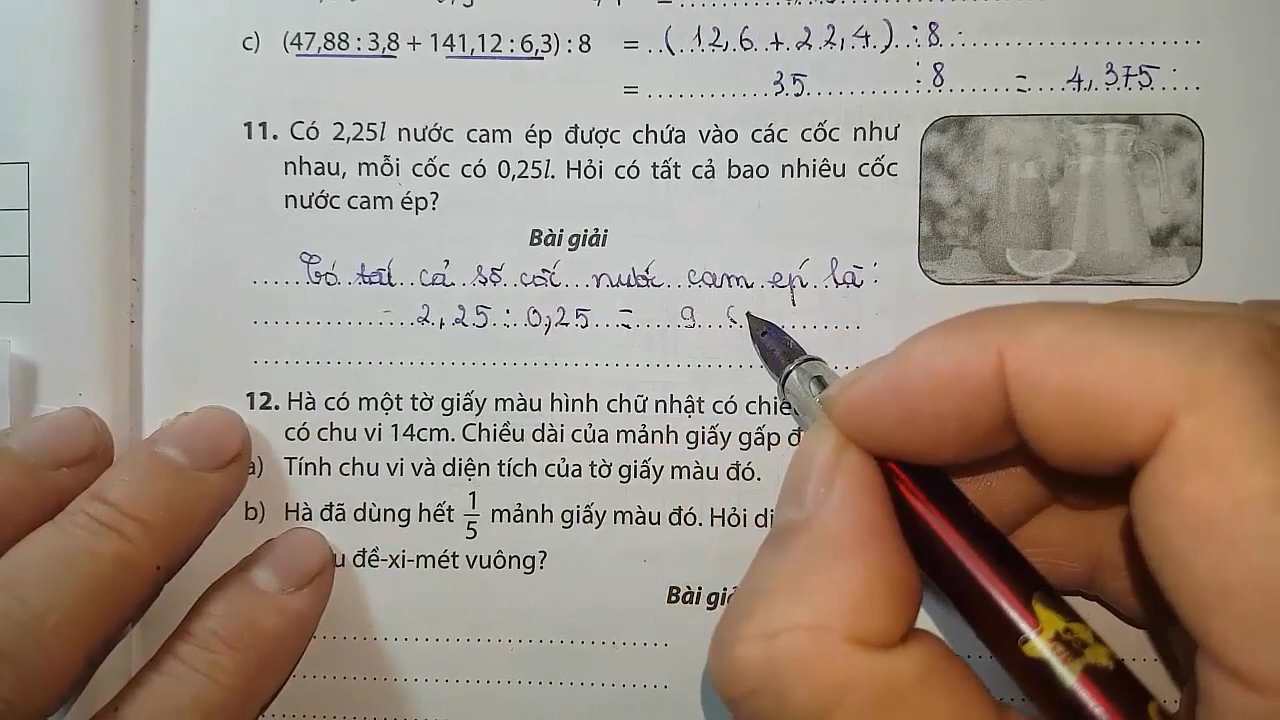 c) (47,88 : 3,8 + 141,12 : 6,3) : 8 = (12,6 + 22,4) : 8
= 35 : 8 = 4,375
11. Có 2,25l nước cam ép được chứa vào các cốc như
nhau, mỗi cốc có 0,25l. Hỏi có tất cả bao nhiêu cốc
nước cam ép?
Bài giải
Có tất cả số cốc nước cam ép là:
2,25 : 0,25 = 9
12. Hà có một tờ giấy màu hình chữ nhật có
có chu vi 14cm. Chiều dài của mảnh giấy gấp
a) Tính chu vi và diện tích của tờ giấy màu đó.
b) Hà đã dùng hết 1/5 mảnh giấy màu đó. Hỏi
đề-xi-mét vuông?
Bài